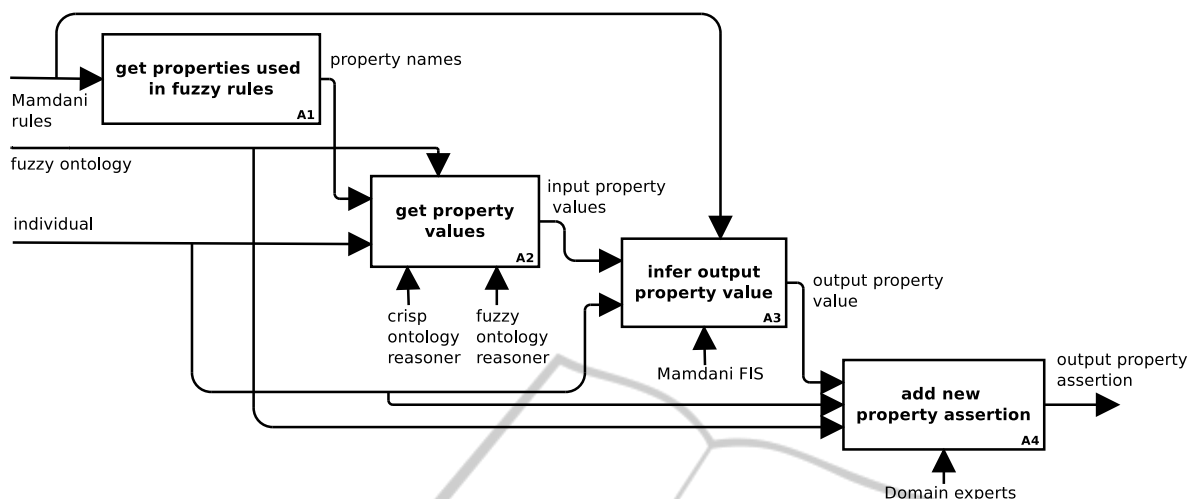 get properties used
in fuzzy rules
A1
property names
Mamdani
rules
fuzzy ontology
individual
get property
values
A2
input property
values
crisp
ontology
reasoner
fuzzy
ontology
reasoner
infer output
property value
A3
output property
value
Mamdani FIS
add new
property assertion
A4
output property
assertion
Domain experts